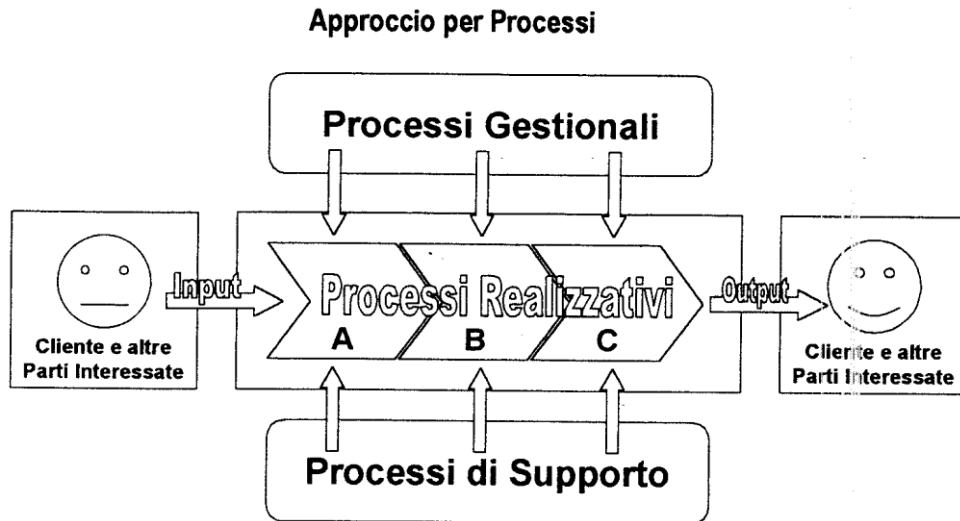 Approccio per Processi
Processi Gestionali
Input
Processi Realizzativi
Output
A B C
Cliente e altre
Parti Interessate
Cliente e altre
Parti Interessate
Processi di Supporto